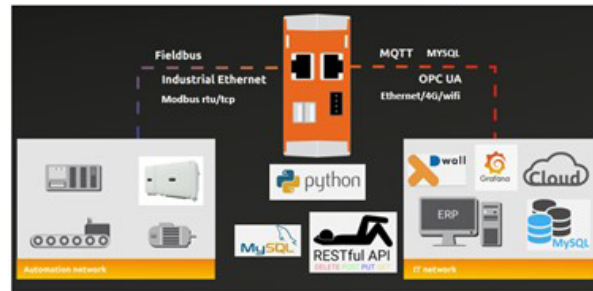 Fieldbus
Industrial Ethernet
Modbus rtu/tcp
MQTT MYSQL
OPC UA
Ethernet/4G/wifi
python
MySQL
RESTful API
DELETE POST PUT GET
Automation network
Dwall
Grafana
Cloud
ERP
MySQL
IT network